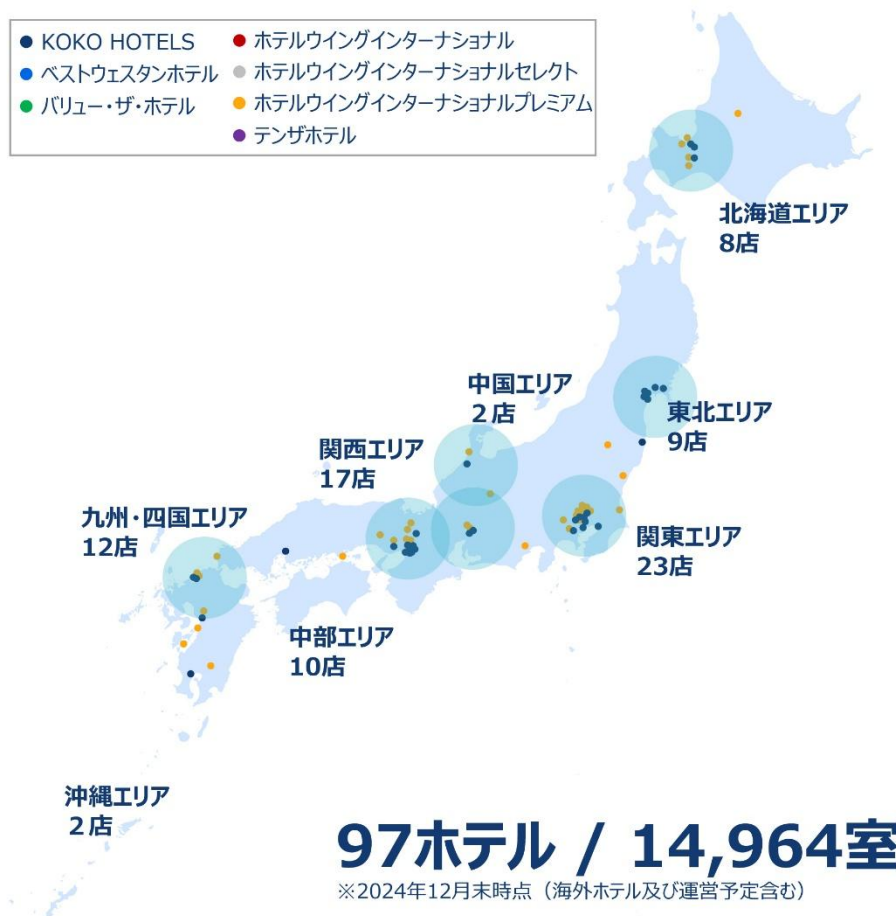 KOKO HOTELS
ベストウェスタンホテル
バリュー・ザ・ホテル
ホテルウイングインターナショナル
ホテルウイングインターナショナルセレクト
ホテルウイングインターナショナルプレミアム
テンザホテル
北海道エリア
8店
中国エリア
2店
東北エリア
9店
関西エリア
17店
九州・四国エリア
12店
関東エリア
23店
中部エリア
10店
沖縄エリア
2店
97ホテル / 14,964室
※2024年12月末時点（海外ホテル及び運営予定含む）